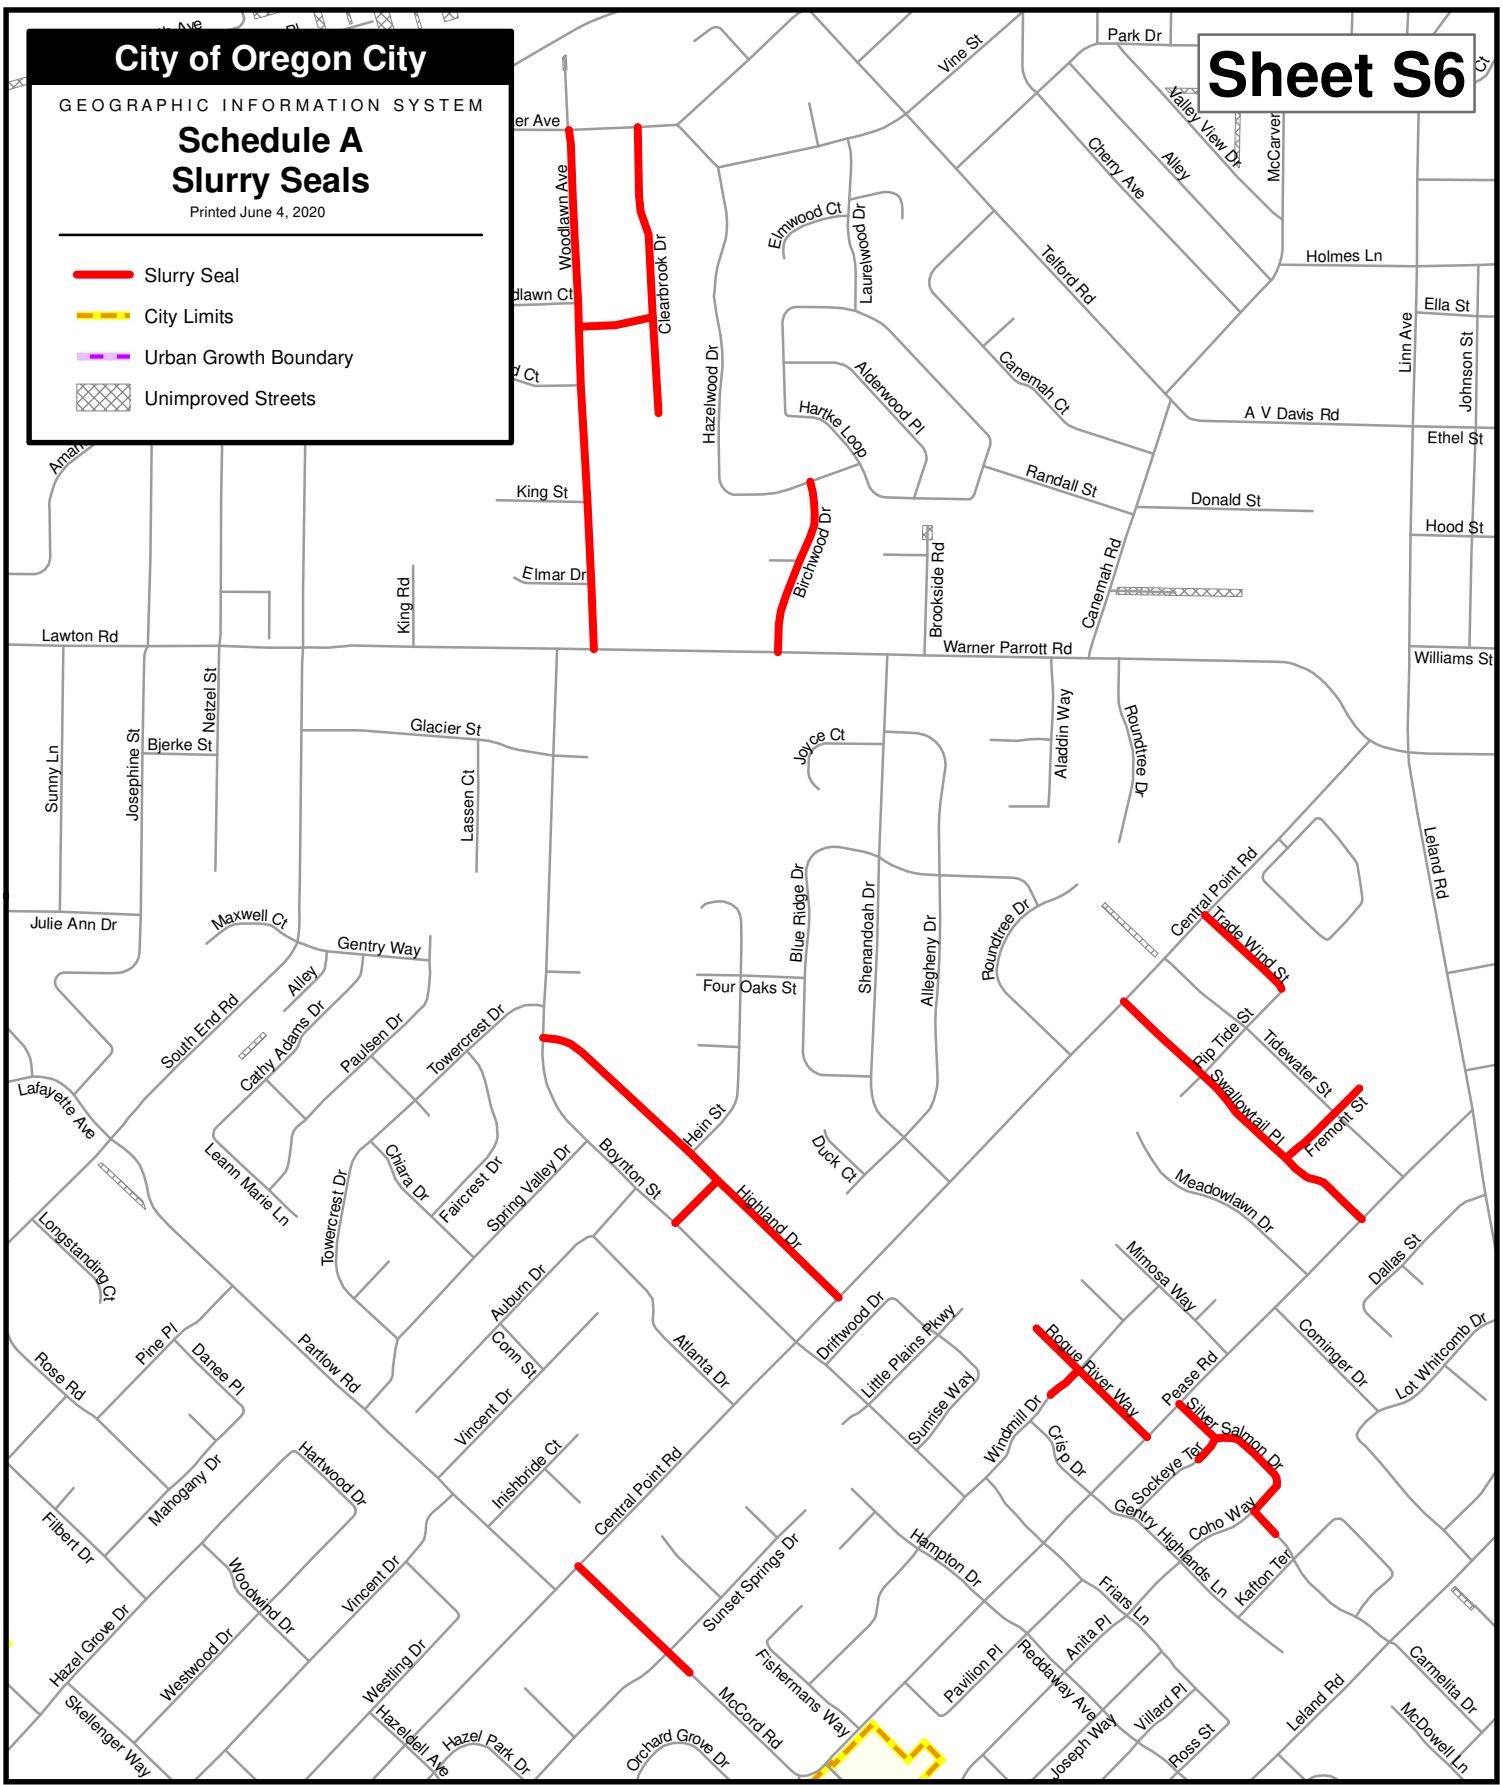 City of Oregon City
GEOGRAPHIC INFORMATION SYSTEM
Schedule A
Slurry Seals
Printed June 4, 2020
Slurry Seal
City Limits
Urban Growth Boundary
Unimproved Streets
Sheet S6
Park Dr
Vine St
Valley View Dr
McCarver
Ct
er Ave
Cherry Ave
Alley
Woodlawn Ave
Clearbrook Dr
Elmwood Ct
Laurelwood Dr
Telford Rd
Holmes Ln
dlawn Ct
Ella St
Linn Ave
Johnson St
d Ct
Hazelwood Dr
Alderwood Pl
Hartke Loop
Canemah Ct
A V Davis Rd
Ethel St
King St
Randall St
Donald St
Hood St
Birchwood Dr
Elmar Dr
King Rd
Brookside Rd
Canemah Rd
Lawton Rd
Warner Parrott Rd
Williams St
Netzel St
Glacier St
Bjerke St
Sunny Ln
Josephine St
Lassen Ct
Joyce Ct
Aladdin Way
Roundtree Dr
Leland Rd
Central Point Rd
Trade Wind St
Julie Ann Dr
Maxwell Ct
Gentry Way
Alley
Blue Ridge Dr
Shenandoah Dr
Allegheny Dr
Roundtree Dr
Four Oaks St
South End Rd
Cathy Adams Dr
Paulsen Dr
Towercrest Dr
Rip Tide St
Tidewater St
Swallowtail Pl
Fremont St
Lafayette Ave
Leann Marie Ln
Chiara Dr
Faircrest Dr
Towercrest Dr
Spring Valley Dr
Boynton St
Hein St
Highland Dr
Duck Ct
Meadowlawn Dr
Longstanding Ct
Dallas St
Mimosa Way
Auburn Dr
Conn St
Vincent Dr
Atlanta Dr
Driftwood Dr
Little Plains Pkwy
Sunrise Way
Rogue River Way
Pease Rd
Cominger Dr
Lot Whitcomb Dr
Pine Pl
Danee Pl
Partlow Rd
Rose Rd
Windmill Dr
Crisp Dr
Silver Salmon Dr
Sockeye Ter
Coho Way
Gentry Highlands Ln
Kafton Ter
Mahogany Dr
Hartwood Dr
Inishbride Ct
Central Point Rd
Filbert Dr
Woodwind Dr
Vincent Dr
Hampton Dr
Sunset Springs Dr
Friars Ln
Anita Pl
Hazel Grove Dr
Westwood Dr
Westling Dr
Fishermans Way
Pavilion Pl
Reddaway Ave
Villard Pl
Carmelita Dr
Leland Rd
McDowell Ln
Skellenger Way
Hazeldell Ave
Hazel Park Dr
Orchard Grove Dr
McCord Rd
Joseph Way
Ross St